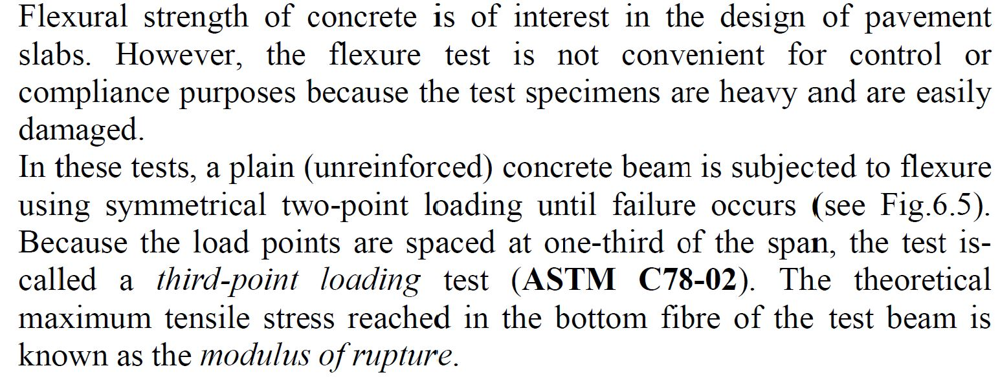 Flexural strength of concrete is of interest in the design of pavement
slabs. However, the flexure test is not convenient for control or
compliance purposes because the test specimens are heavy and are easily
damaged.
In these tests, a plain (unreinforced) concrete beam is subjected to flexure
using symmetrical two-point loading until failure occurs (see Fig.6.5).
Because the load points are spaced at one-third of the span, the test is-
called a third-point loading test (ASTM C78-02). The theoretical
maximum tensile stress reached in the bottom fibre of the test beam is
known as the modulus of rupture.